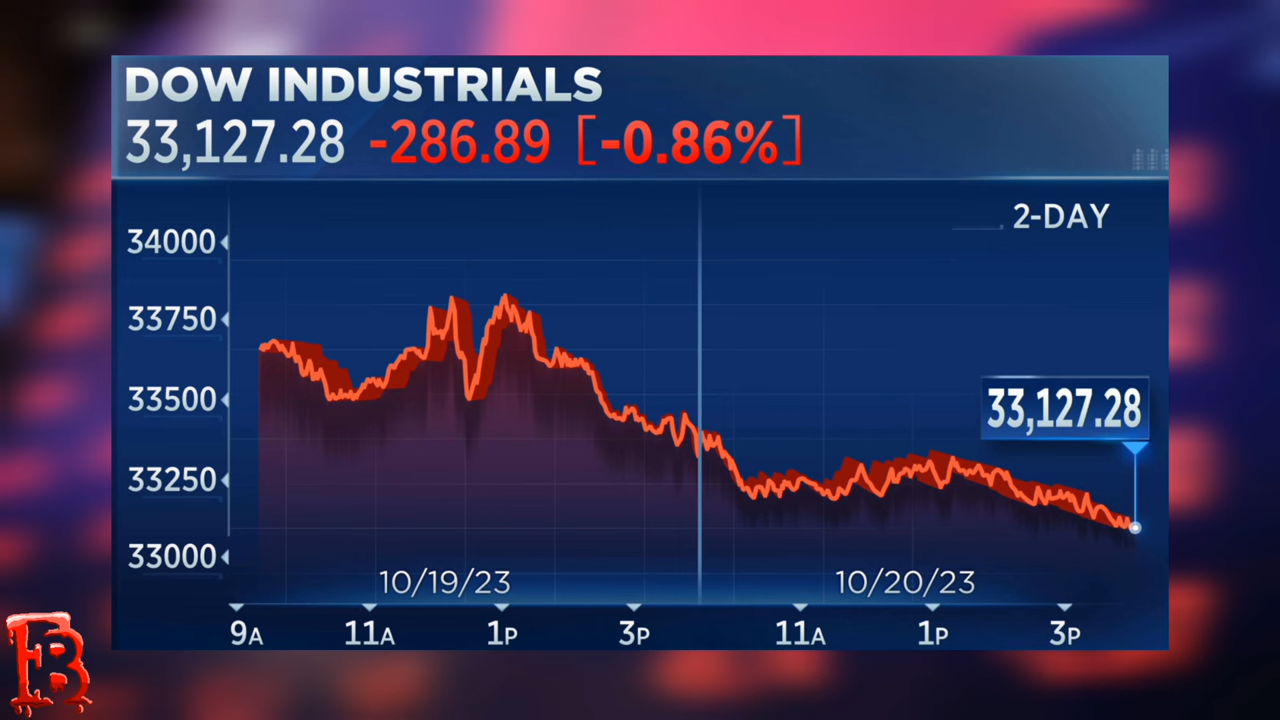 DOW INDUSTRIALS
33,127.28 -286.89 [-0.86%]
2-DAY
34000
33750
33500
33250
33000
33,127.28
10/19/23 10/20/23
9A 11A 1P 3P 11A 1P 3P
FB